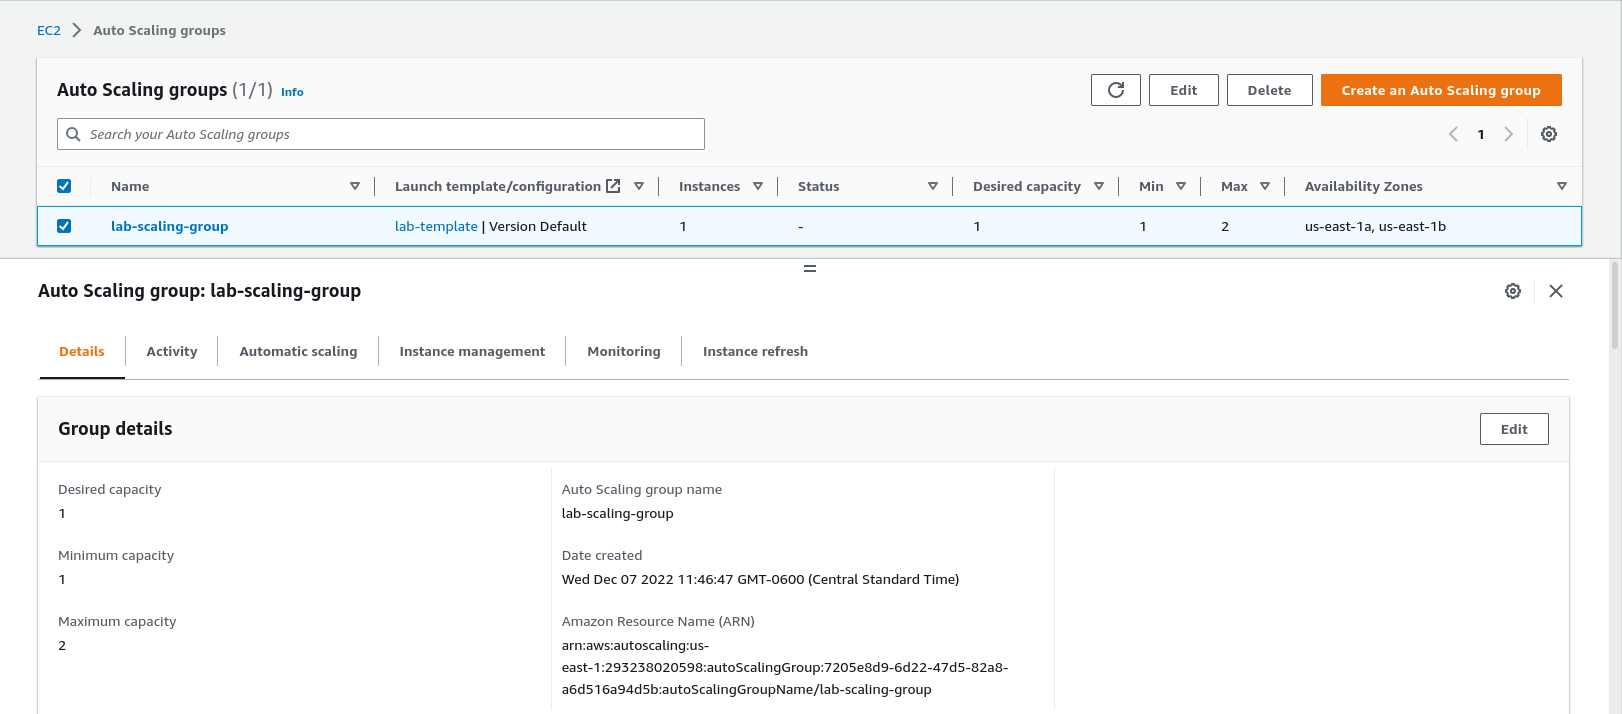 EC2 Auto Scaling groups
Auto Scaling groups (1/1) Info
Edit Delete Create an Auto Scaling group
Search your Auto Scaling groups
1
Name Launch template/configuration Instances Status Desired capacity Min Max Availability Zones
lab-scaling-group lab-template | Version Default 1 - 1 1 2 us-east-1a, us-east-1b
Auto Scaling group: lab-scaling-group
Details Activity Automatic scaling Instance management Monitoring Instance refresh
Group details Edit
Desired capacity
1
Minimum capacity
1
Maximum capacity
2
Auto Scaling group name
lab-scaling-group
Date created
Wed Dec 07 2022 11:46:47 GMT-0600 (Central Standard Time)
Amazon Resource Name (ARN)
arn:aws:autoscaling:us-
east-1:293238020598:autoScalingGroup:7205e8d9-6d22-47d5-82a8-
a6d516a94d5b:autoScalingGroupName/lab-scaling-group